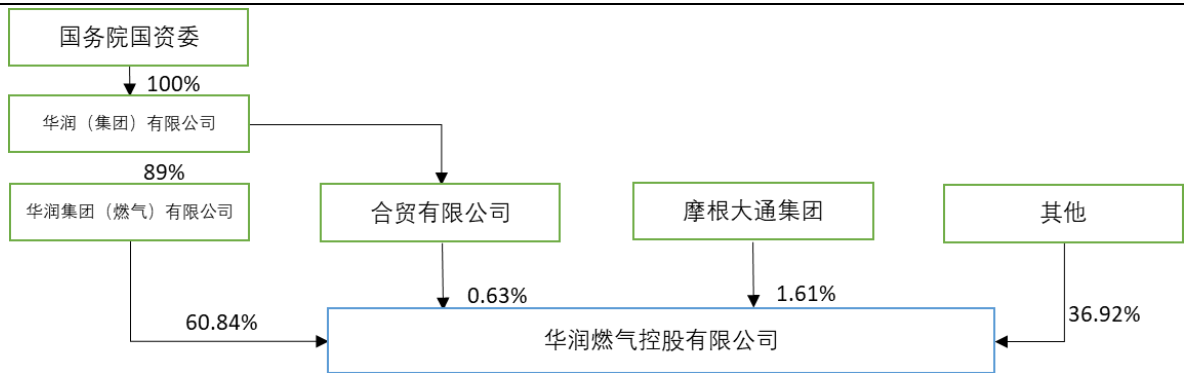 国务院国资委
100%
华润（集团）有限公司
89%
华润集团（燃气）有限公司
合贸有限公司
摩根大通集团
其他
0.63%
1.61%
60.84%
36.92%
华润燃气控股有限公司